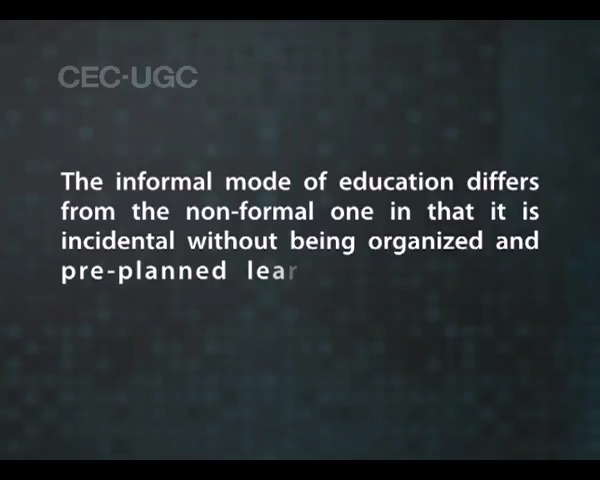 CEC-UGC
The informal mode of education differs
from the non-formal one in that it is
incidental without being organized and
pre-planned lear